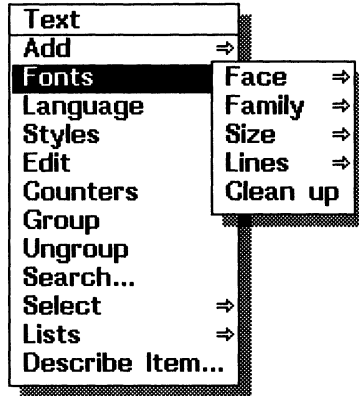 Text
Add ⇒
Fonts
Language
Styles
Edit
Counters
Group
Ungroup
Search...
Select ⇒
Lists ⇒
Describe Item...
Face ⇒
Family ⇒
Size ⇒
Lines ⇒
Clean up